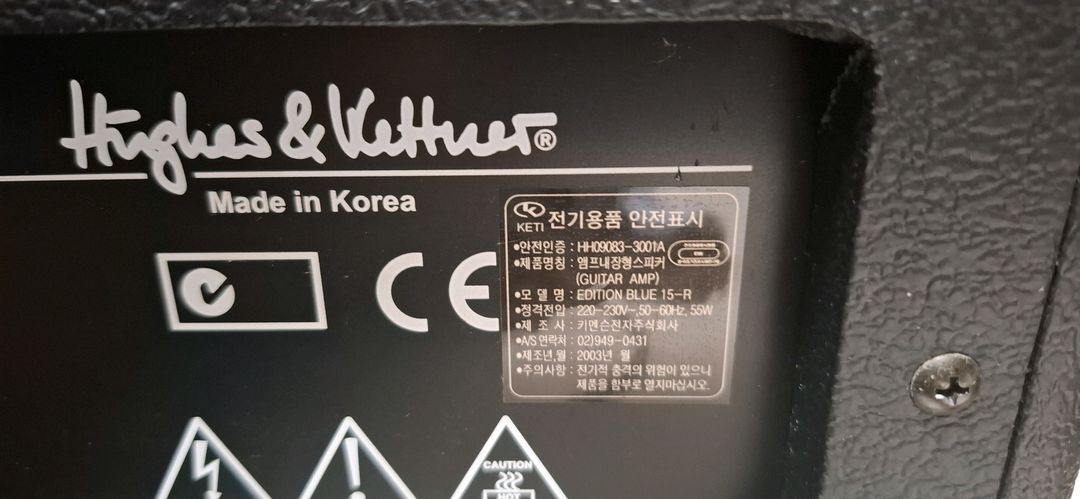 Hughes & Kettner®
Made in Korea
CE
KETI 전기용품 안전표시
•안전인증 : HH09083-3001A
•제품명칭 : 앰프내장형스피커
(GUITAR AMP)
•모 델 명 : EDITION BLUE 15-R
•정격전압 : 220-230V~,50-60Hz, 55W
•제 조 사 : 키멘슨전자주식회사
•A/S 연락처 : 02)949-0431
•제조년,월 : 2003년 월
•주의사항 : 전기적 충격의 위험이 있으니
제품을 함부로 열지마십시오.
CAUTION
HOT